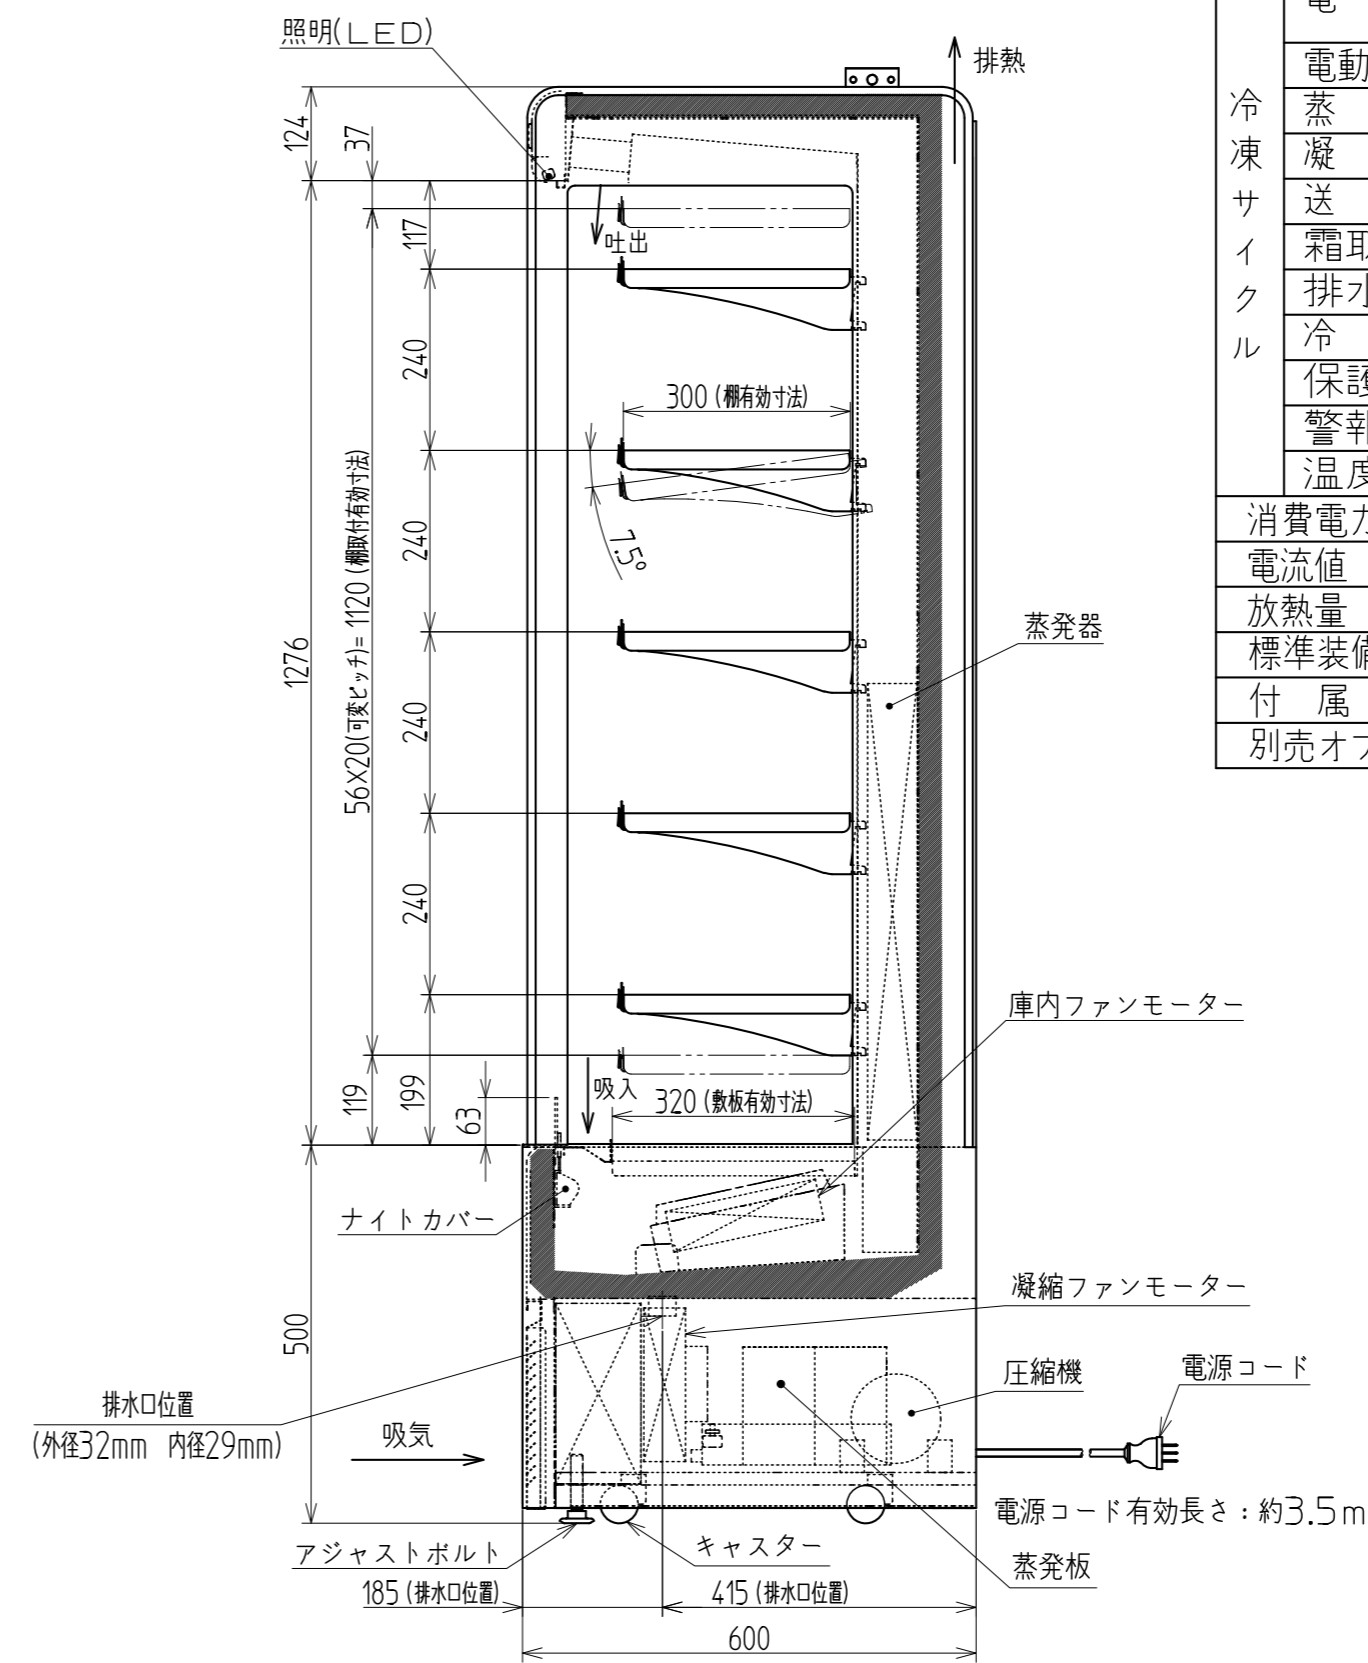 照明(LED)
排熱
124
37
117
吐出
240
300 (棚有効寸法)
240
7.5°
56X20(可変ピッチ)= 1120 (棚取付有効寸法)
1276
240
240
蒸発器
庫内ファンモーター
119
199
63
吸入
320 (敷板有効寸法)
ナイトカバー
500
凝縮ファンモーター
圧縮機
電源コード
排水口位置
(外径32mm 内径29mm)
吸気
電源コード有効長さ：約3.5m
アジャストボルト
キャスター
蒸発板
185 (排水口位置)
415 (排水口位置)
600
冷凍サイクル
電
電動
蒸
凝
送
霜取
排水
冷
保護
警報
温度
消費電力
電流値
放熱量
標準装備
付 属
別売オプ